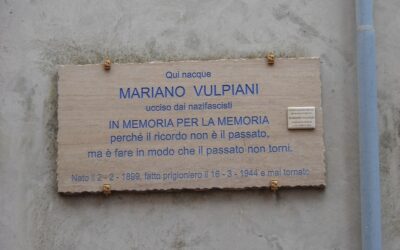 Qui nacque
MARIANO VULPIANI
ucciso dai nazifascisti
IN MEMORIA PER LA MEMORIA
perché il ricordo non è il passato,
ma è fare in modo che il passato non torni.
Nato il 2-2-1899, fatto prigioniero il 16-3-1944 e mai tornato